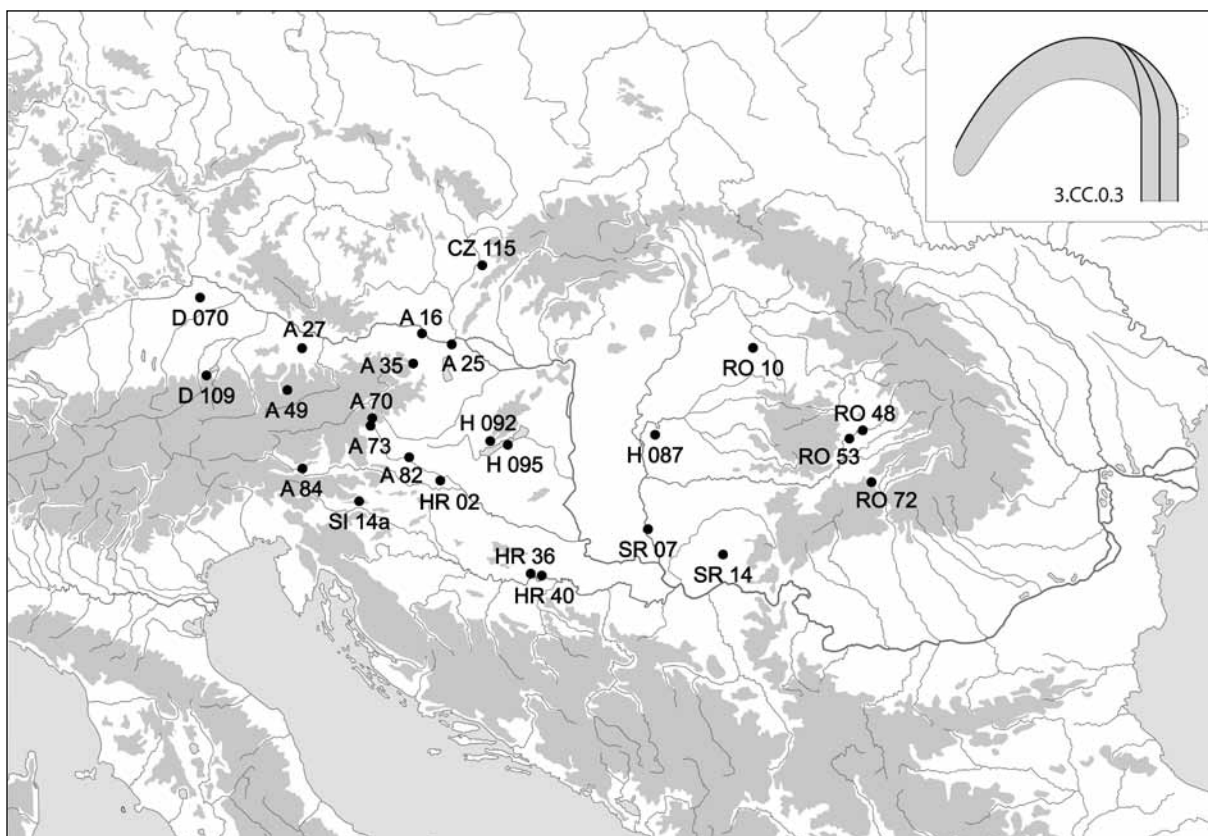 3.CC.0.3
CZ 115
D 070
A 27
A 16
A 25
A 35
RO 10
D 109
A 49
A 70
A 73
H 092
H 095
H 087
RO 48
RO 53
A 82
A 84
HR 02
SI 14a
RO 72
SR 07
SR 14
HR 36
HR 40